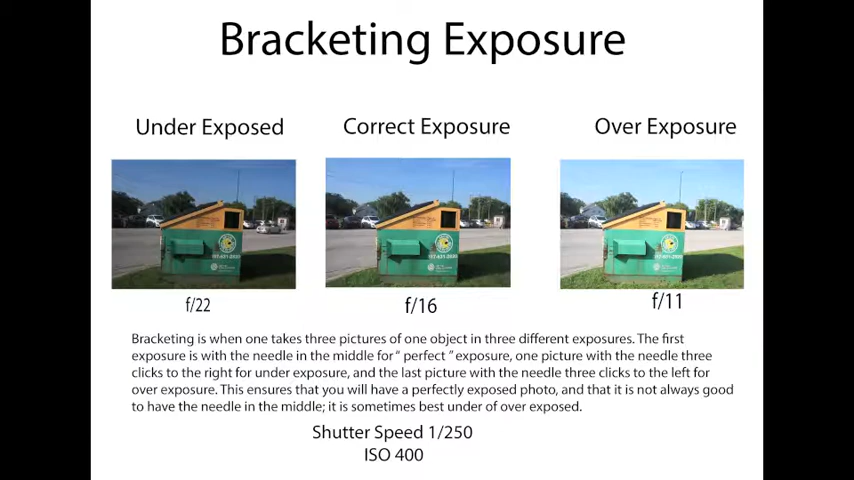 Bracketing Exposure
Under Exposed
Correct Exposure
Over Exposure
f/22
f/16
f/11
Bracketing is when one takes three pictures of one object in three different exposures. The first
exposure is with the needle in the middle for “ perfect ” exposure, one picture with the needle three
clicks to the right for under exposure, and the last picture with the needle three clicks to the left for
over exposure. This ensures that you will have a perfectly exposed photo, and that it is not always good
to have the needle in the middle; it is sometimes best under of over exposed.
Shutter Speed 1/250
ISO 400